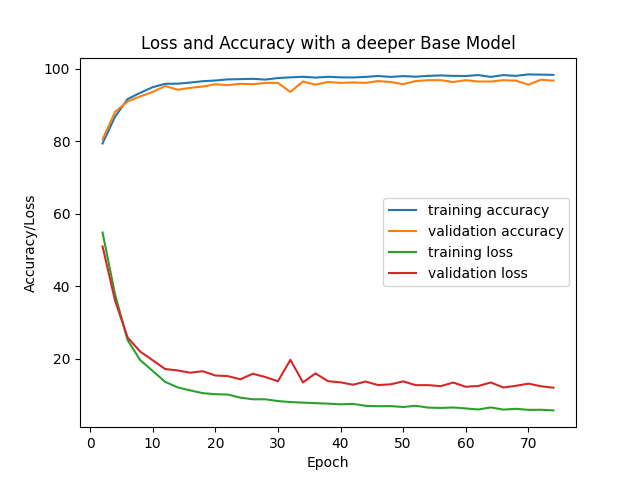 Loss and Accuracy with a deeper Base Model
100
80
60
40
20
Accuracy/Loss
training accuracy
validation accuracy
training loss
validation loss
0 10 20 30 40 50 60 70
Epoch